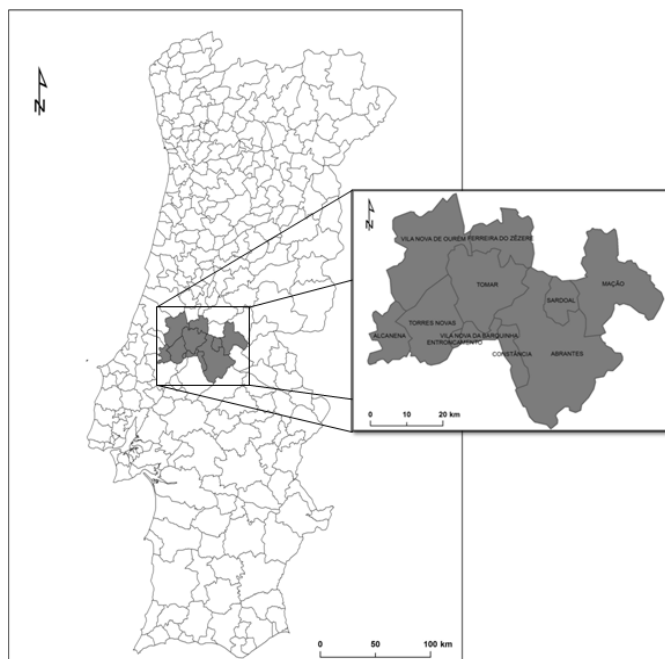 N
N
VILA NOVA DE OURÉM FERREIRA DO ZÊZERE
MAÇÃO
TOMAR
SARDOAL
TORRES NOVAS
ALCANENA
VILA NOVA DA BARQUINHA
ENTRONCAMENTO
CONSTÂNCIA
ABRANTES
0 10 20 km
0 50 100 km